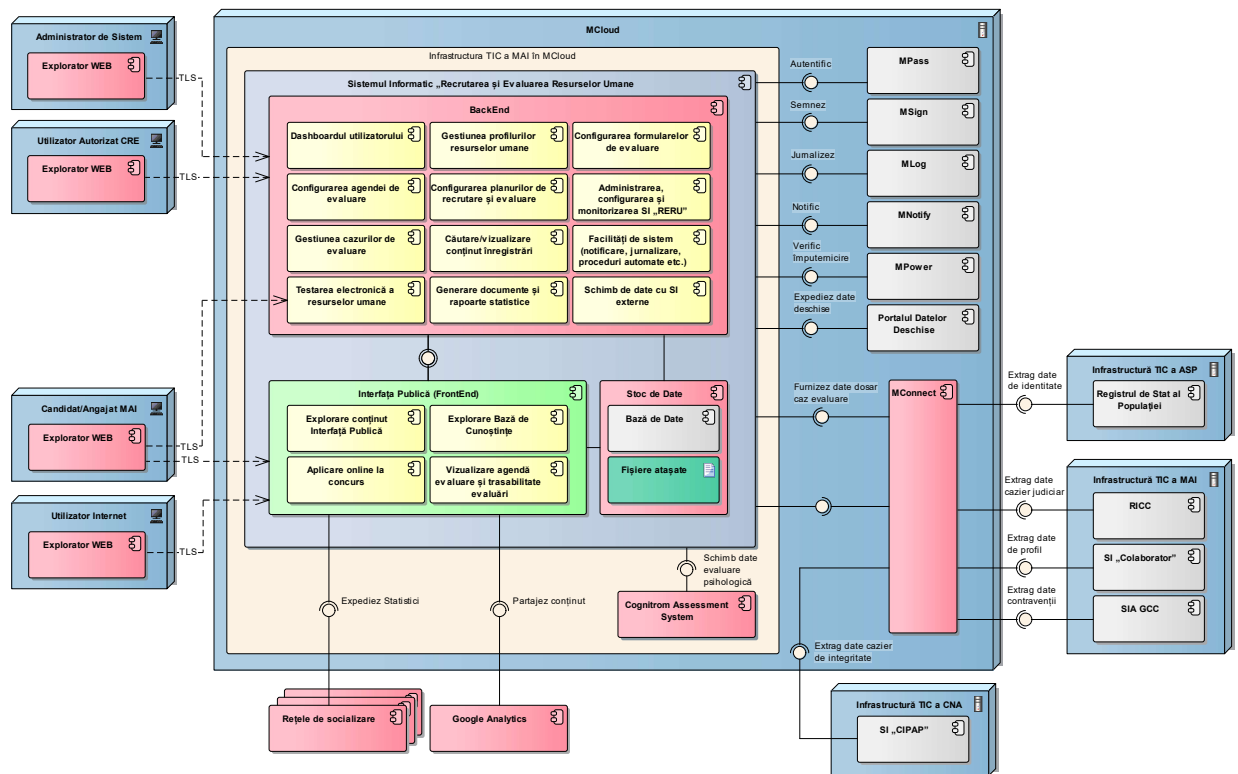 Administrator de Sistem
Explorator WEB
TLS
Utilizator Autorizat CRE
Explorator WEB
TLS
Candidat/Angajat MAI
Explorator WEB
TLS
Utilizator Internet
Explorator WEB
TLS
MCloud
Infrastructura TIC a MAI în MCloud
Sistemul Informatic „Recrutarea și Evaluarea Resurselor Umane
BackEnd
Dashboardul utilizatorului
Gestiunea profilurilor
resurselor umane
Configurarea formularelor
de evaluare
Configurarea agendei de
evaluare
Configurarea planurilor de
recrutare și evaluare
Administrarea,
configurarea și
monitorizarea SI „RERU”
Gestiunea cazurilor de
evaluare
Căutare/vizualizare
conținut înregistrări
Facilități de sistem
(notificare, jurnalizare,
proceduri automate etc.)
Testarea electronică a
resurselor umane
Generare documente și
rapoarte statistice
Schimb de date cu SI
externe
Interfața Publică (FrontEnd)
Explorare conținut
Interfață Publică
Explorare Bază de
Cunoștințe
Aplicare online la
concurs
Vizualizare agendă
evaluare și trasabilitate
evaluări
Stoc de Date
Bază de Date
Fișiere atașate
Schimb date
evaluare
psihologică
Cognitrom Assessment
System
Expediez Statistici
Partajez conținut
Rețele de socializare
Google Analytics
Autentific
MPass
Semnez
MSign
Jurnalizez
MLog
Notific
MNotify
Verific
împuternicire
MPower
Expediez date
deschise
Portalul Datelor
Deschise
Furnizez date dosar
caz evaluare
MConnect
Extrag date
de identitate
Infrastructură TIC a ASP
Registrul de Stat al
Populației
Infrastructură TIC a MAI
Extrag date
cazier judiciar
RICC
Extrag date
de profil
SI „Colaborator”
Extrag date
contravenții
SIA GCC
Extrag date cazier
de integritate
Infrastructură TIC a CNA
SI „CIPAP”